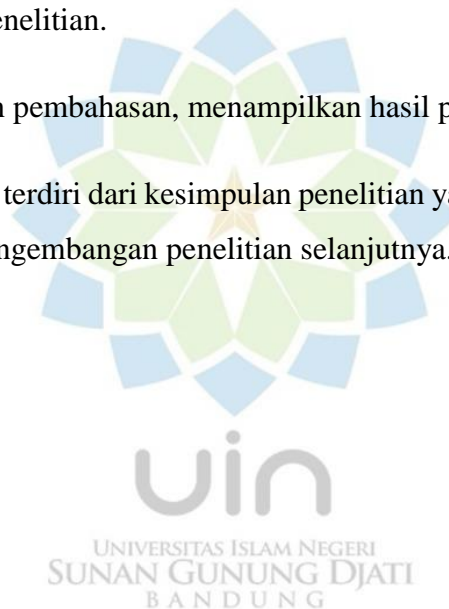 enelitian.
n pembahasan, menampilkan hasil p
terdiri dari kesimpulan penelitian ya
ngembangan penelitian selanjutnya.
uin
UNIVERSITAS ISLAM NEGERI
SUNAN GUNUNG DJATI
BANDUNG